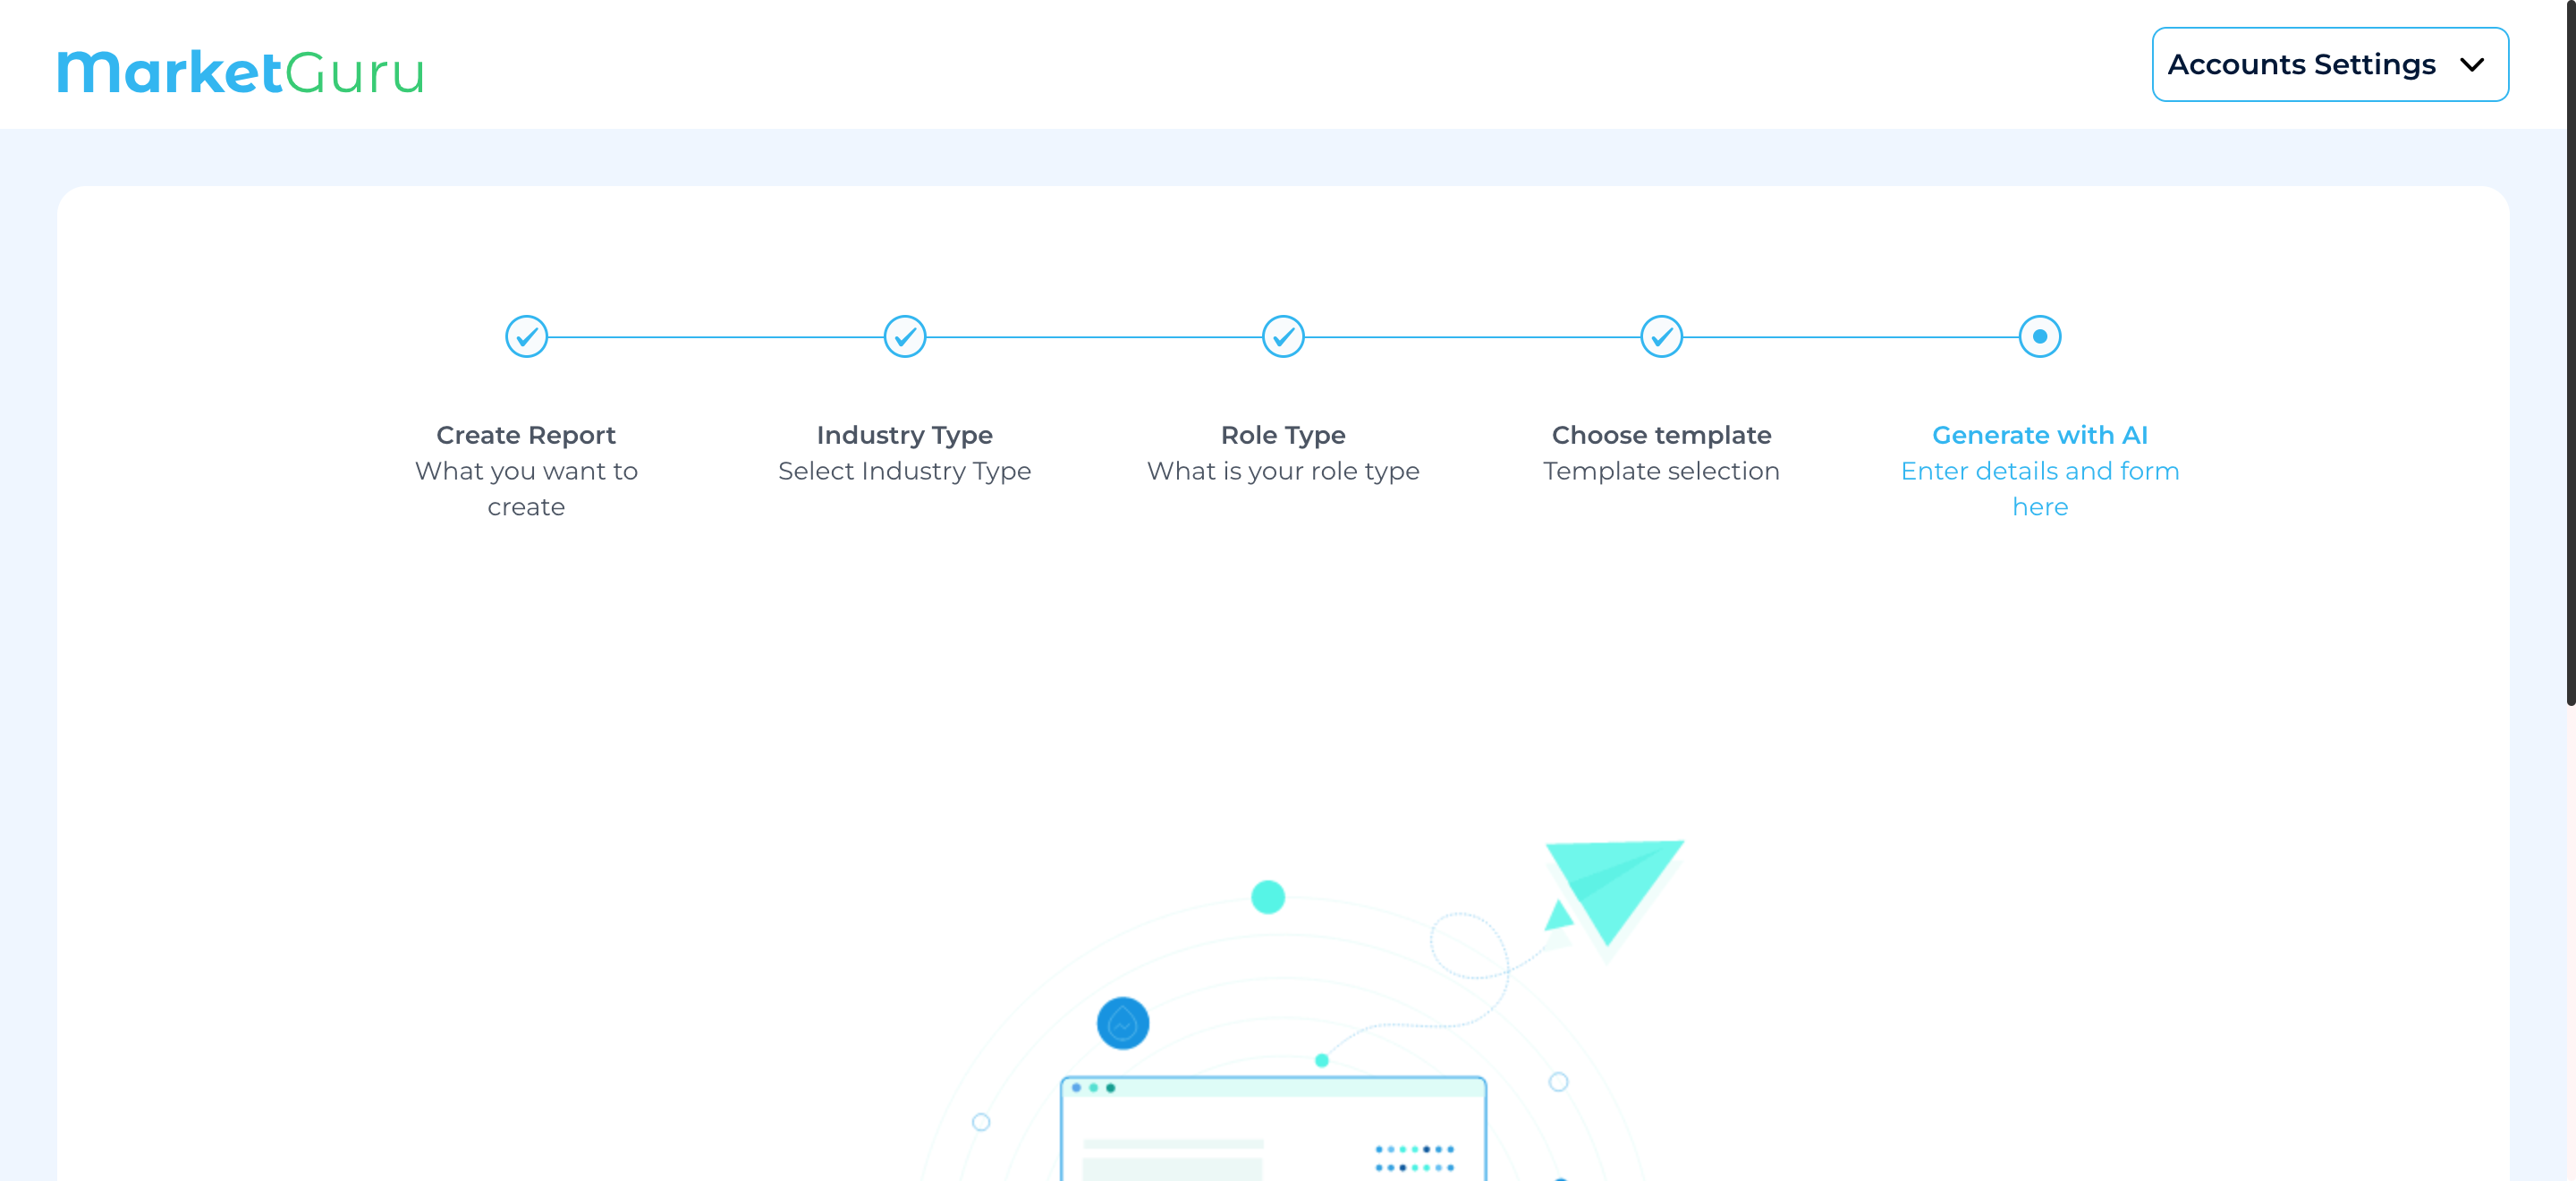 MarketGuru
Accounts Settings
Create Report
What you want to
create
Industry Type
Select Industry Type
Role Type
What is your role type
Choose template
Template selection
Generate with AI
Enter details and form
here